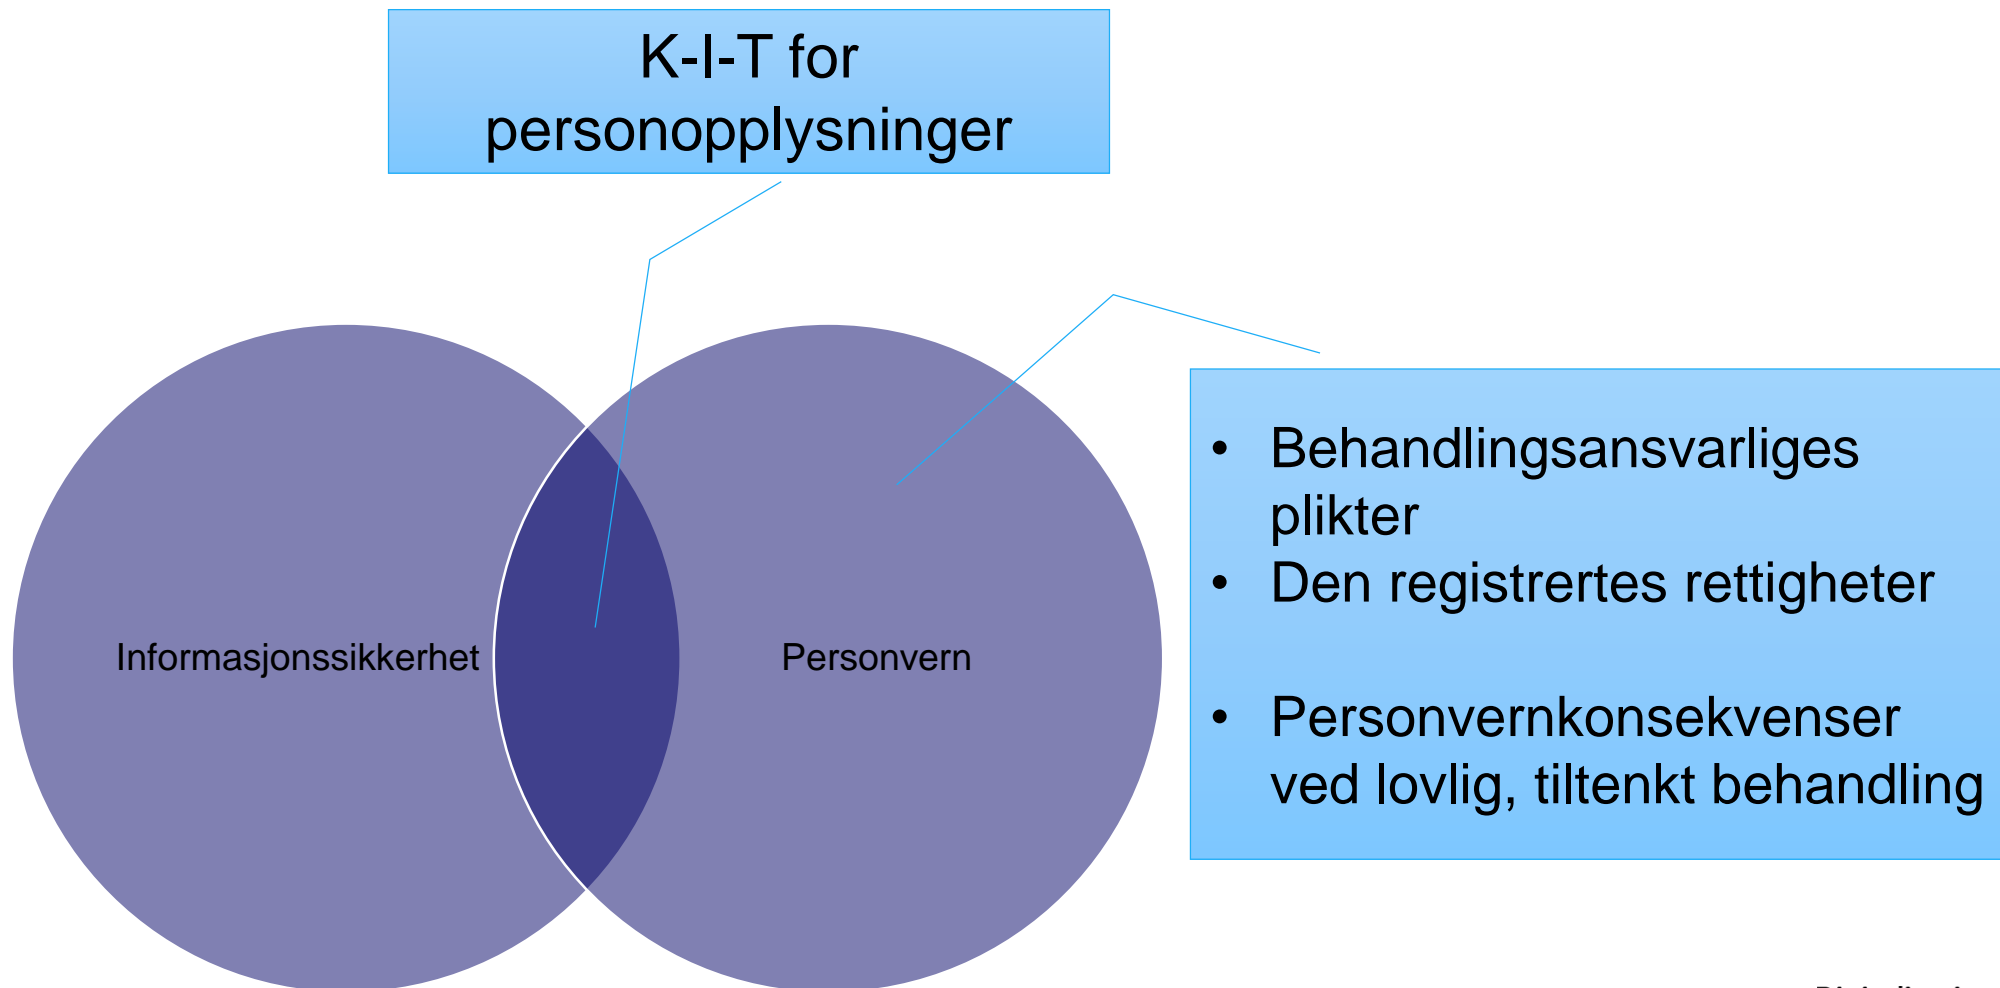 K-I-T for
personopplysninger
Informasjonssikkerhet
Personvern
• Behandlingsansvarliges
plikter
• Den registrertes rettigheter
• Personvernkonsekvenser
ved lovlig, tiltenkt behandling